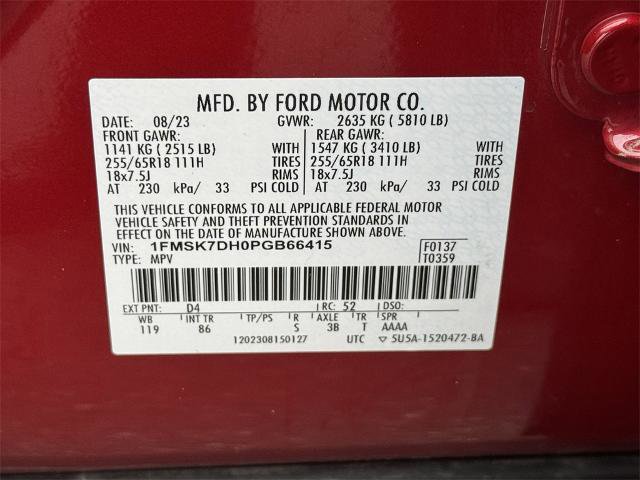 MFD. BY FORD MOTOR CO.
DATE: 08/23 GVWR: 2635 KG ( 5810 LB)
FRONT GAWR: REAR GAWR:
1141 KG ( 2515 LB) 1547 KG ( 3410 LB)
255/65R18 111H TIRES 255/65R18 111H TIRES
18x7.5J RIMS 18x7.5J RIMS
AT 230 kPa/ 33 PSI COLD AT 230 kPa/ 33 PSI COLD
THIS VEHICLE CONFORMS TO ALL APPLICABLE FEDERAL MOTOR
VEHICLE SAFETY AND THEFT PREVENTION STANDARDS IN
EFFECT ON THE DATE OF MANUFACTURE SHOWN ABOVE.
VIN: 1FMSK7DH0PGB66415 F0137
TYPE: MPV T0359
EXT PNT: D4 RC: 52 DSO:
WB INT TR TP/PS R AXLE TR SPR
119 86 S 3B T AAAA
1202308150127 UTC ▽ 5U5A-1520472-BA